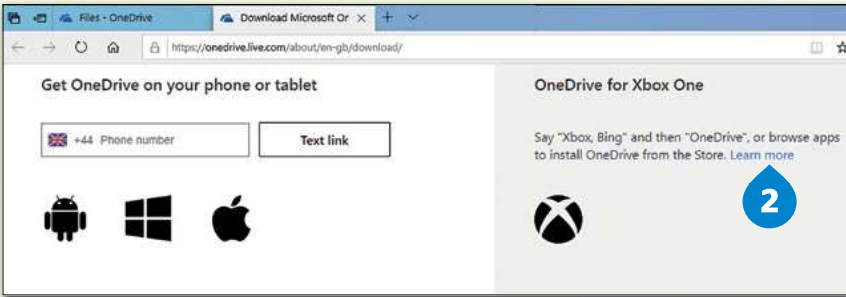 Files - OneDrive
Download Microsoft Or
https://onedrive.live.com/about/en-gb/download/
Get OneDrive on your phone or tablet
+44 Phone number
Text link
OneDrive for Xbox One
Say "Xbox, Bing" and then "OneDrive", or browse apps
to install OneDrive from the Store. Learn more
2